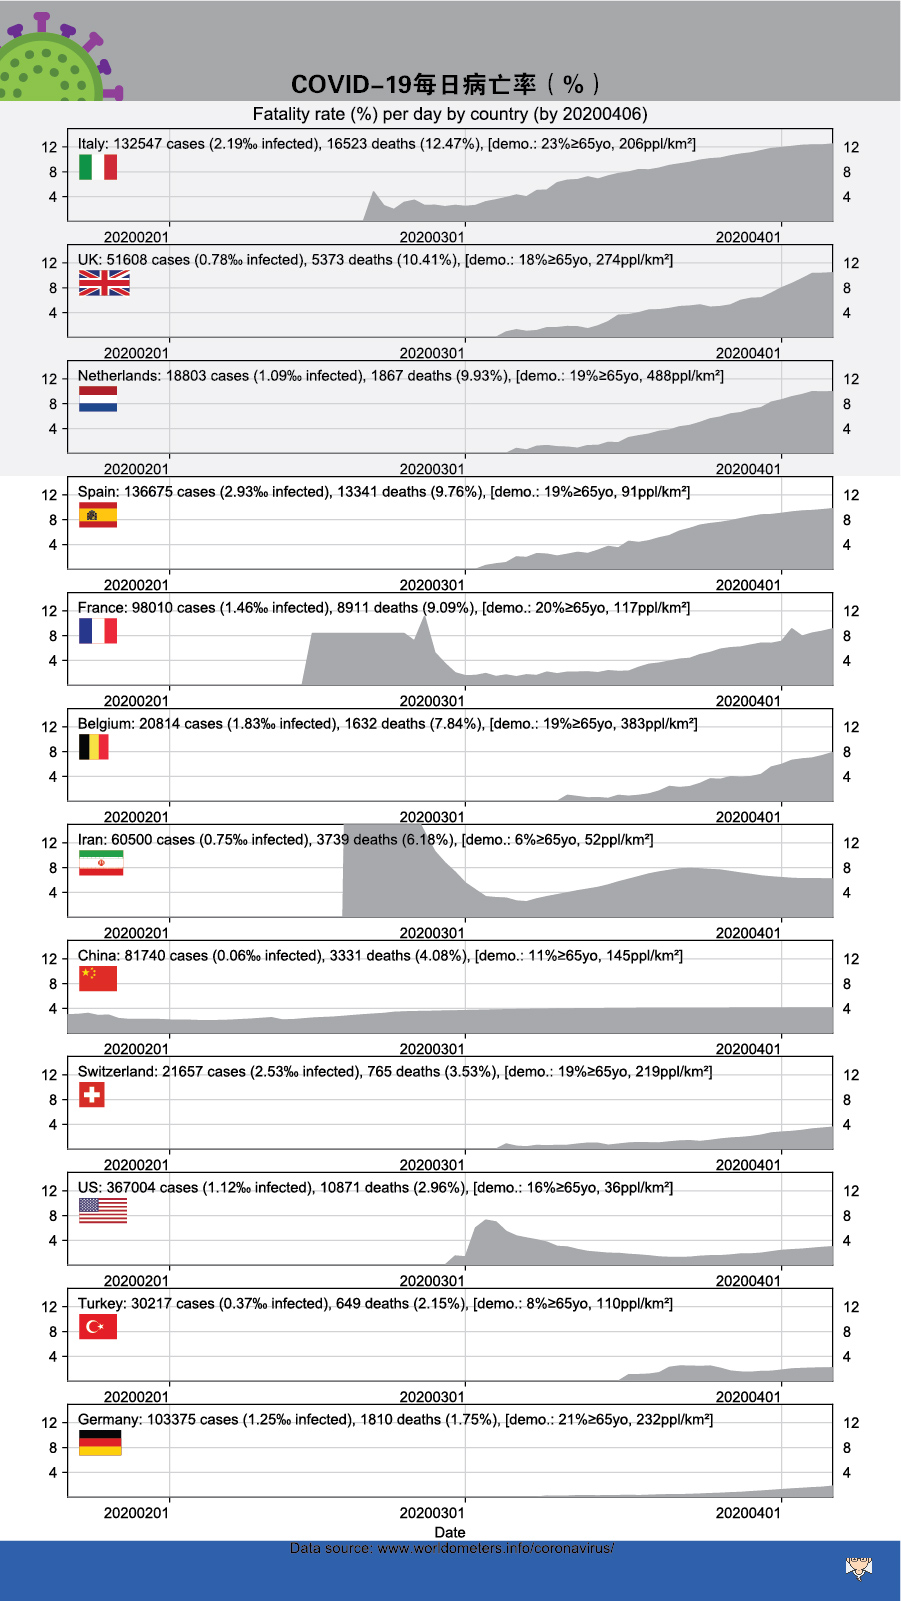 COVID-19每日病亡率（%）
Fatality rate (%) per day by country (by 20200406)
Italy: 132547 cases (2.19‰ infected), 16523 deaths (12.47%), [demo.: 23%≥65yo, 206ppl/km²]
12 12
8 8
4 4
20200201 20200301 20200401
UK: 51608 cases (0.78‰ infected), 5373 deaths (10.41%), [demo.: 18%≥65yo, 274ppl/km²]
12 12
8 8
4 4
20200201 20200301 20200401
Netherlands: 18803 cases (1.09‰ infected), 1867 deaths (9.93%), [demo.: 19%≥65yo, 488ppl/km²]
12 12
8 8
4 4
20200201 20200301 20200401
Spain: 136675 cases (2.93‰ infected), 13341 deaths (9.76%), [demo.: 19%≥65yo, 91ppl/km²]
12 12
8 8
4 4
20200201 20200301 20200401
France: 98010 cases (1.46‰ infected), 8911 deaths (9.09%), [demo.: 20%≥65yo, 117ppl/km²]
12 12
8 8
4 4
20200201 20200301 20200401
Belgium: 20814 cases (1.83‰ infected), 1632 deaths (7.84%), [demo.: 19%≥65yo, 383ppl/km²]
12 12
8 8
4 4
20200201 20200301 20200401
Iran: 60500 cases (0.75‰ infected), 3739 deaths (6.18%), [demo.: 6%≥65yo, 52ppl/km²]
12 12
8 8
4 4
20200201 20200301 20200401
China: 81740 cases (0.06‰ infected), 3331 deaths (4.08%), [demo.: 11%≥65yo, 145ppl/km²]
12 12
8 8
4 4
20200201 20200301 20200401
Switzerland: 21657 cases (2.53‰ infected), 765 deaths (3.53%), [demo.: 19%≥65yo, 219ppl/km²]
12 12
8 8
4 4
20200201 20200301 20200401
US: 367004 cases (1.12‰ infected), 10871 deaths (2.96%), [demo.: 16%≥65yo, 36ppl/km²]
12 12
8 8
4 4
20200201 20200301 20200401
Turkey: 30217 cases (0.37‰ infected), 649 deaths (2.15%), [demo.: 8%≥65yo, 110ppl/km²]
12 12
8 8
4 4
20200201 20200301 20200401
Germany: 103375 cases (1.25‰ infected), 1810 deaths (1.75%), [demo.: 21%≥65yo, 232ppl/km²]
12 12
8 8
4 4
20200201 20200301 20200401
Date
Data source: www.worldometers.info/coronavirus/